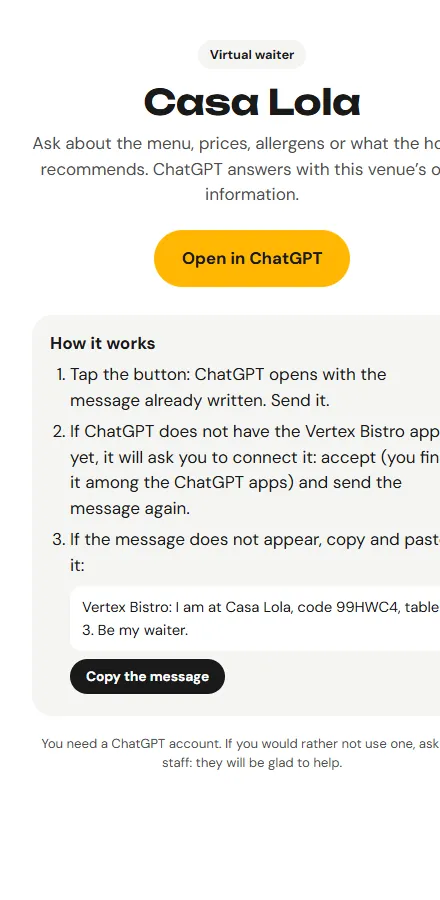 Virtual waiter
Casa Lola
Ask about the menu, prices, allergens or what the
recommends. ChatGPT answers with this venue’s
information.
Open in ChatGPT
How it works
1. Tap the button: ChatGPT opens with the
message already written. Send it.
2. If ChatGPT does not have the Vertex Bistro app
yet, it will ask you to connect it: accept (you
it among the ChatGPT apps) and send the
message again.
3. If the message does not appear, copy and
it:
Vertex Bistro: I am at Casa Lola, code 99HWC4, table
3. Be my waiter.
Copy the message
You need a ChatGPT account. If you would rather not use one, ask
staff: they will be glad to help.